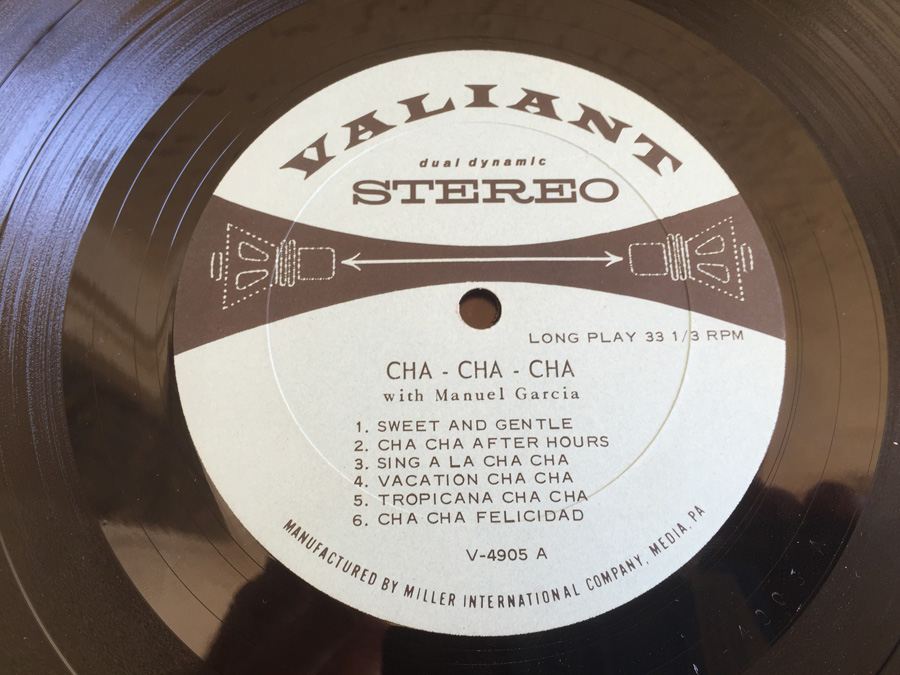 VALIANT
dual dynamic
STEREO
LONG PLAY 33 1/3 RPM
CHA - CHA - CHA
with Manuel Garcia
1. SWEET AND GENTLE
2. CHA CHA AFTER HOURS
3. SING A LA CHA CHA
4. VACATION CHA CHA
5. TROPICANA CHA CHA
6. CHA CHA FELICIDAD
V-4905 A
MANUFACTURED BY MILLER INTERNATIONAL COMPANY, MEDIA, PA